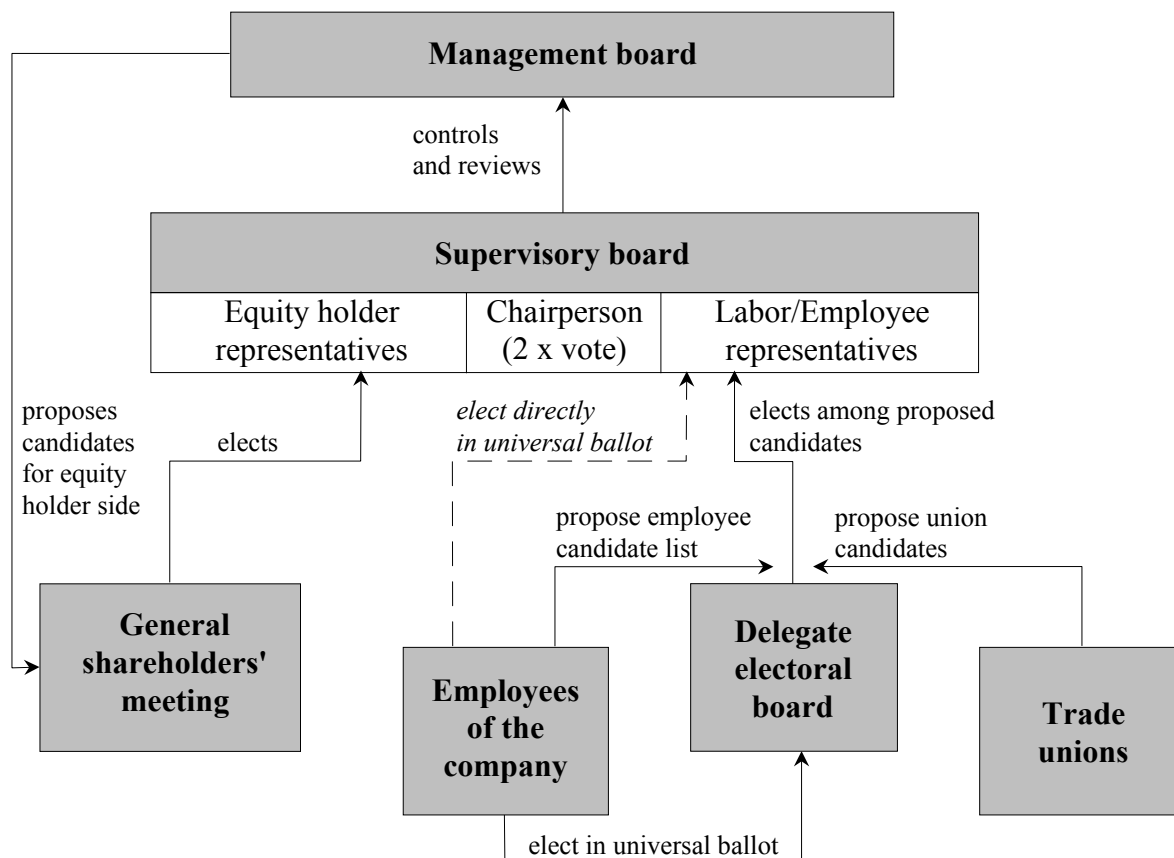 Management board
controls
and reviews
Supervisory board
Equity holder
representatives
Chairperson
(2 x vote)
Labor/Employee
representatives
proposes
candidates
for equity
holder side
elects
elect directly
in universal ballot
elects among proposed
candidates
propose employee
candidate list
propose union
candidates
General
shareholders'
meeting
Employees
of the
company
Delegate
electoral
board
Trade
unions
elect in universal ballot